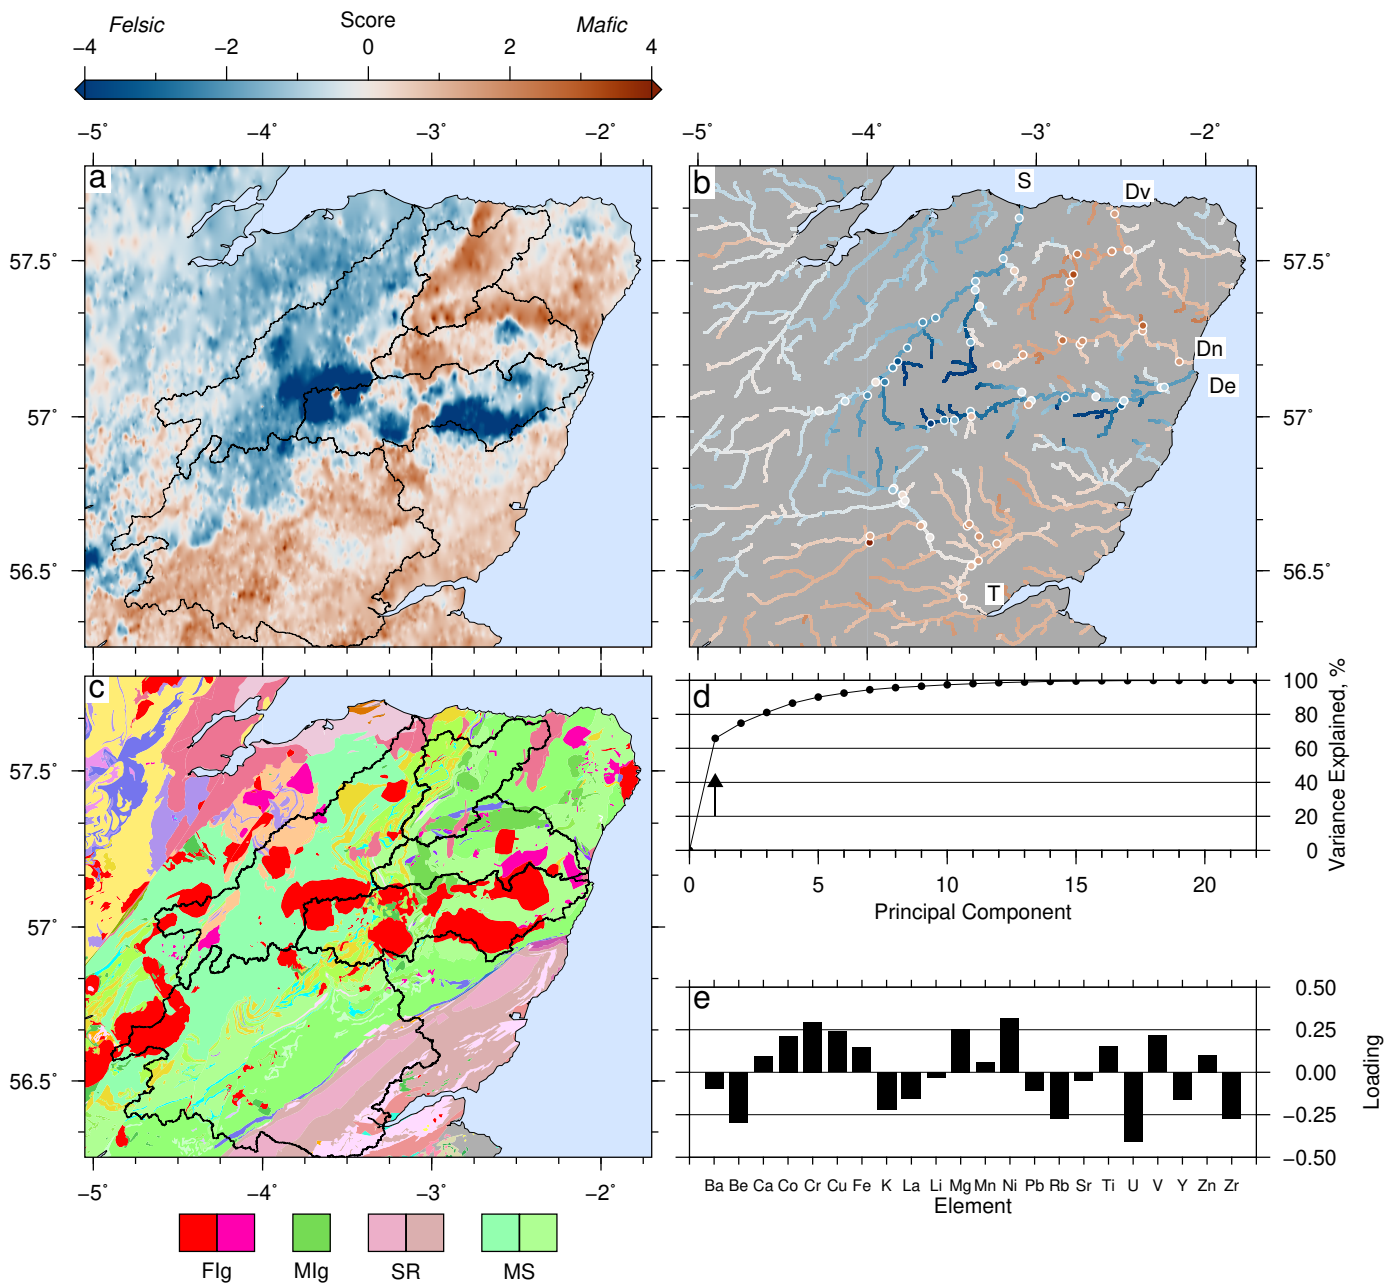 Felsic Score Mafic
−4 −2 0 2 4
−5˚ −4˚ −3˚ −2˚
−5˚ −4˚ −3˚ −2˚
a
57.5˚
57˚
56.5˚
b
S
Dv
Dn
De
T
57.5˚
57˚
56.5˚
c
57.5˚
57˚
56.5˚
−5˚ −4˚ −3˚ −2˚
FIg MIg SR MS
d
100
80
60
40
20
0
Variance Explained, %
0 5 10 15 20
Principal Component
e
0.50
0.25
0.00
−0.25
−0.50
Loading
Ba Be Ca Co Cr Cu Fe K La Li Mg Mn Ni Pb Rb Sr Ti U V Y Zn Zr
Element